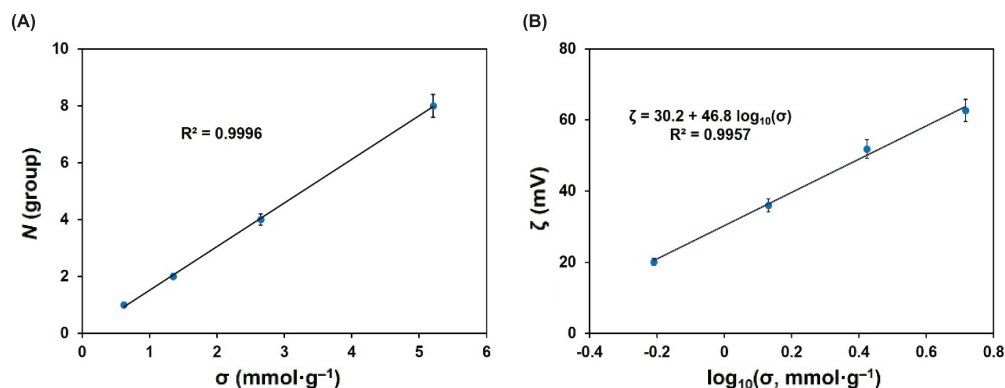 (A)
10
8
6
4
2
0
0 1 2 3 4 5 6
N (group)
σ (mmol·g⁻¹)
R² = 0.9996
(B)
80
60
40
20
0
-0.4 -0.2 0.0 0.2 0.4 0.6 0.8
ζ (mV)
log₁₀(σ, mmol·g⁻¹)
ζ = 30.2 + 46.8 log₁₀(σ)
R² = 0.9957